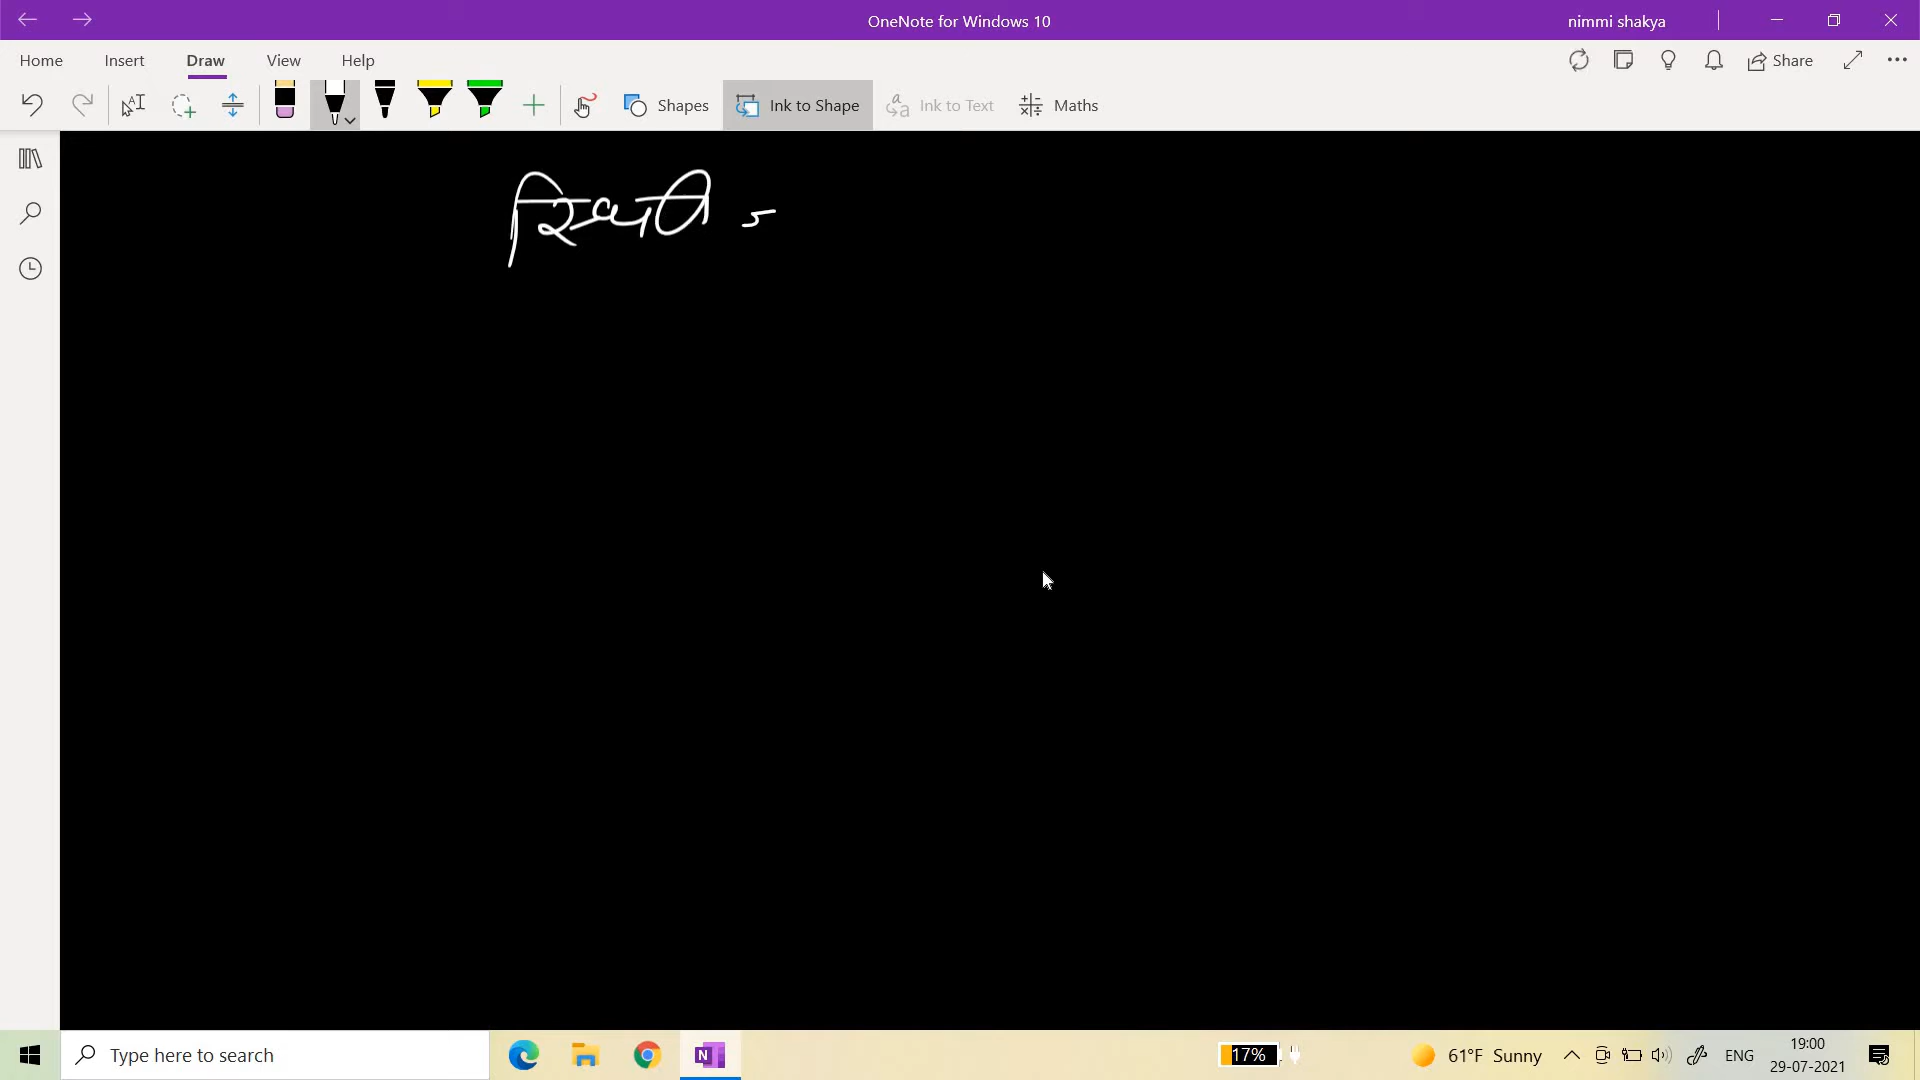 OneNote for Windows 10
nimmi shakya
Home Insert Draw View Help
Share
Shapes
Ink to Shape
Ink to Text
Maths
Type here to search
17%
61°F Sunny
ENG
19:00
29-07-2021